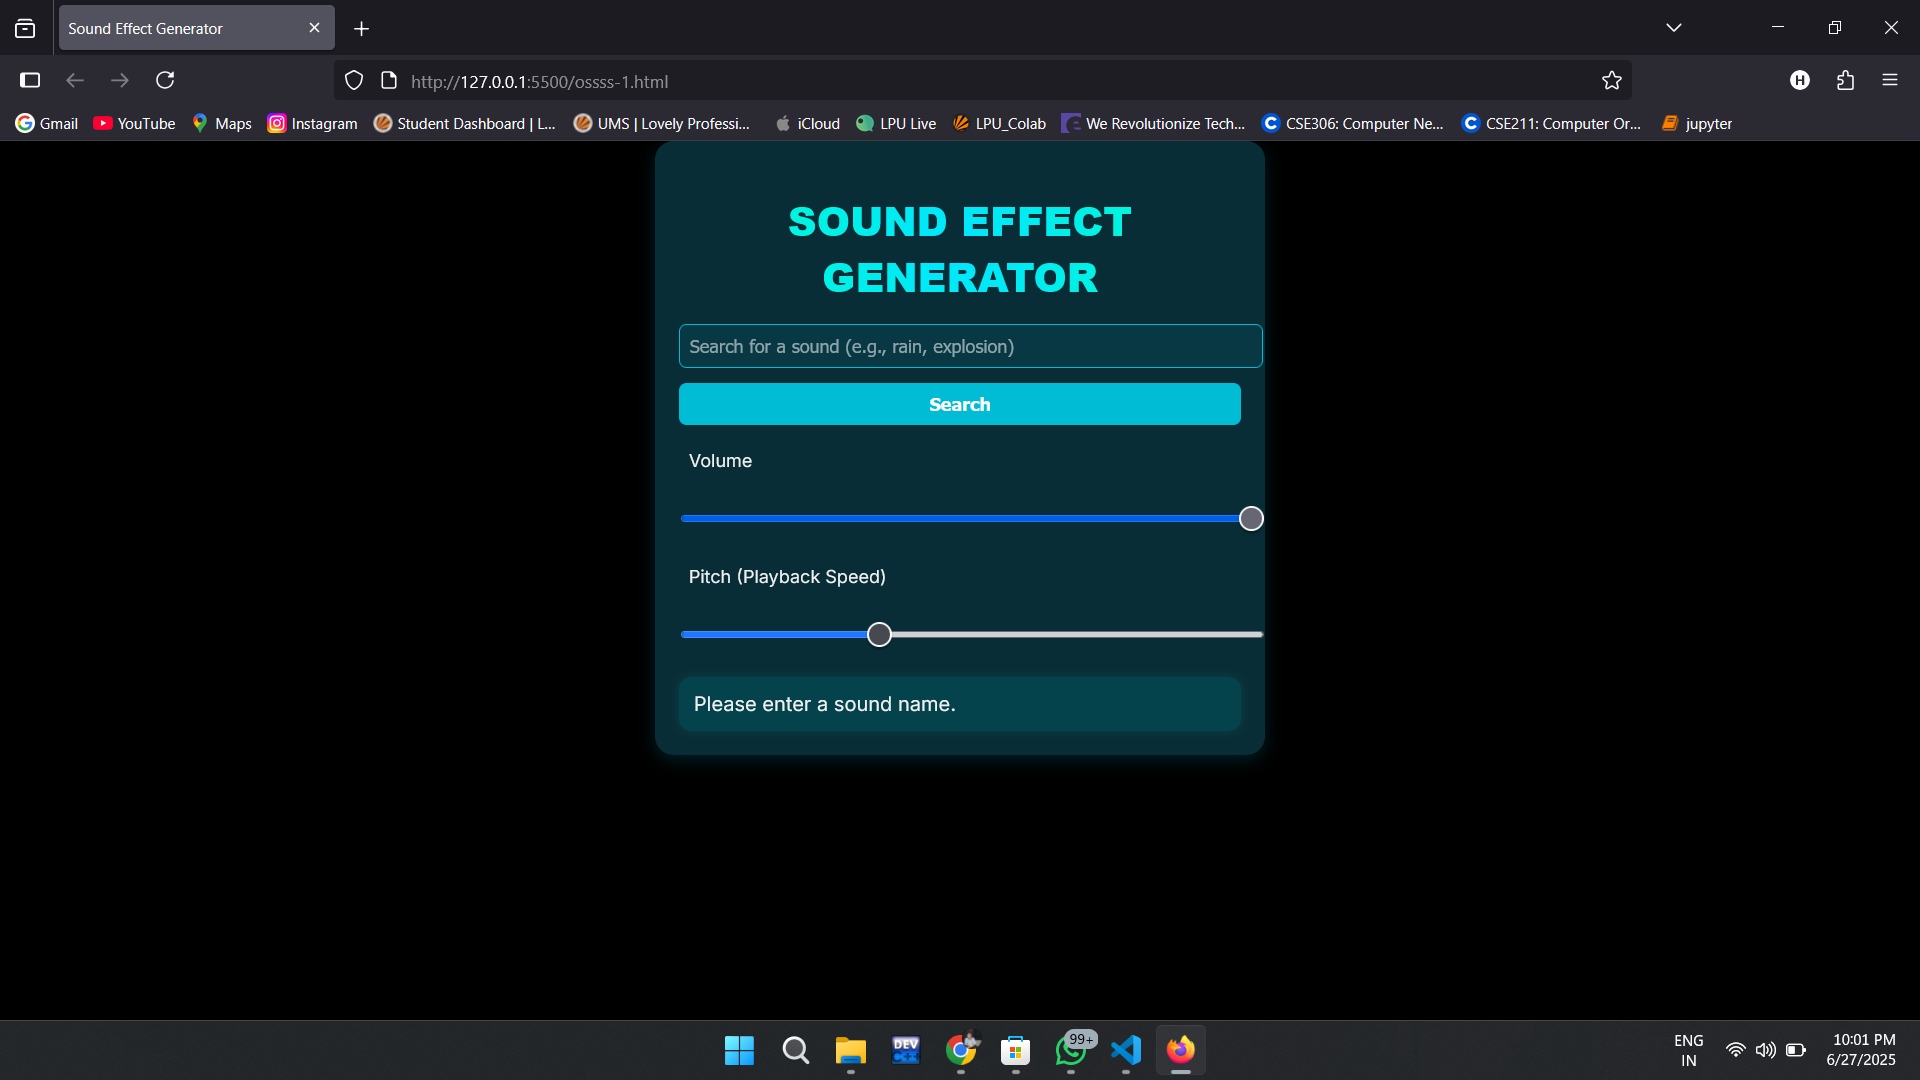 Sound Effect Generator
http://127.0.0.1:5500/ossss-1.html
H
Gmail YouTube Maps Instagram Student Dashboard | L... UMS | Lovely Professi... iCloud LPU Live LPU_Colab We Revolutionize Tech... CSE306: Computer Ne... CSE211: Computer Or... jupyter
SOUND EFFECT
GENERATOR
Search for a sound (e.g., rain, explosion)
Search
Volume
Pitch (Playback Speed)
Please enter a sound name.
DEV
C++
99+
ENG
IN
10:01 PM
6/27/2025